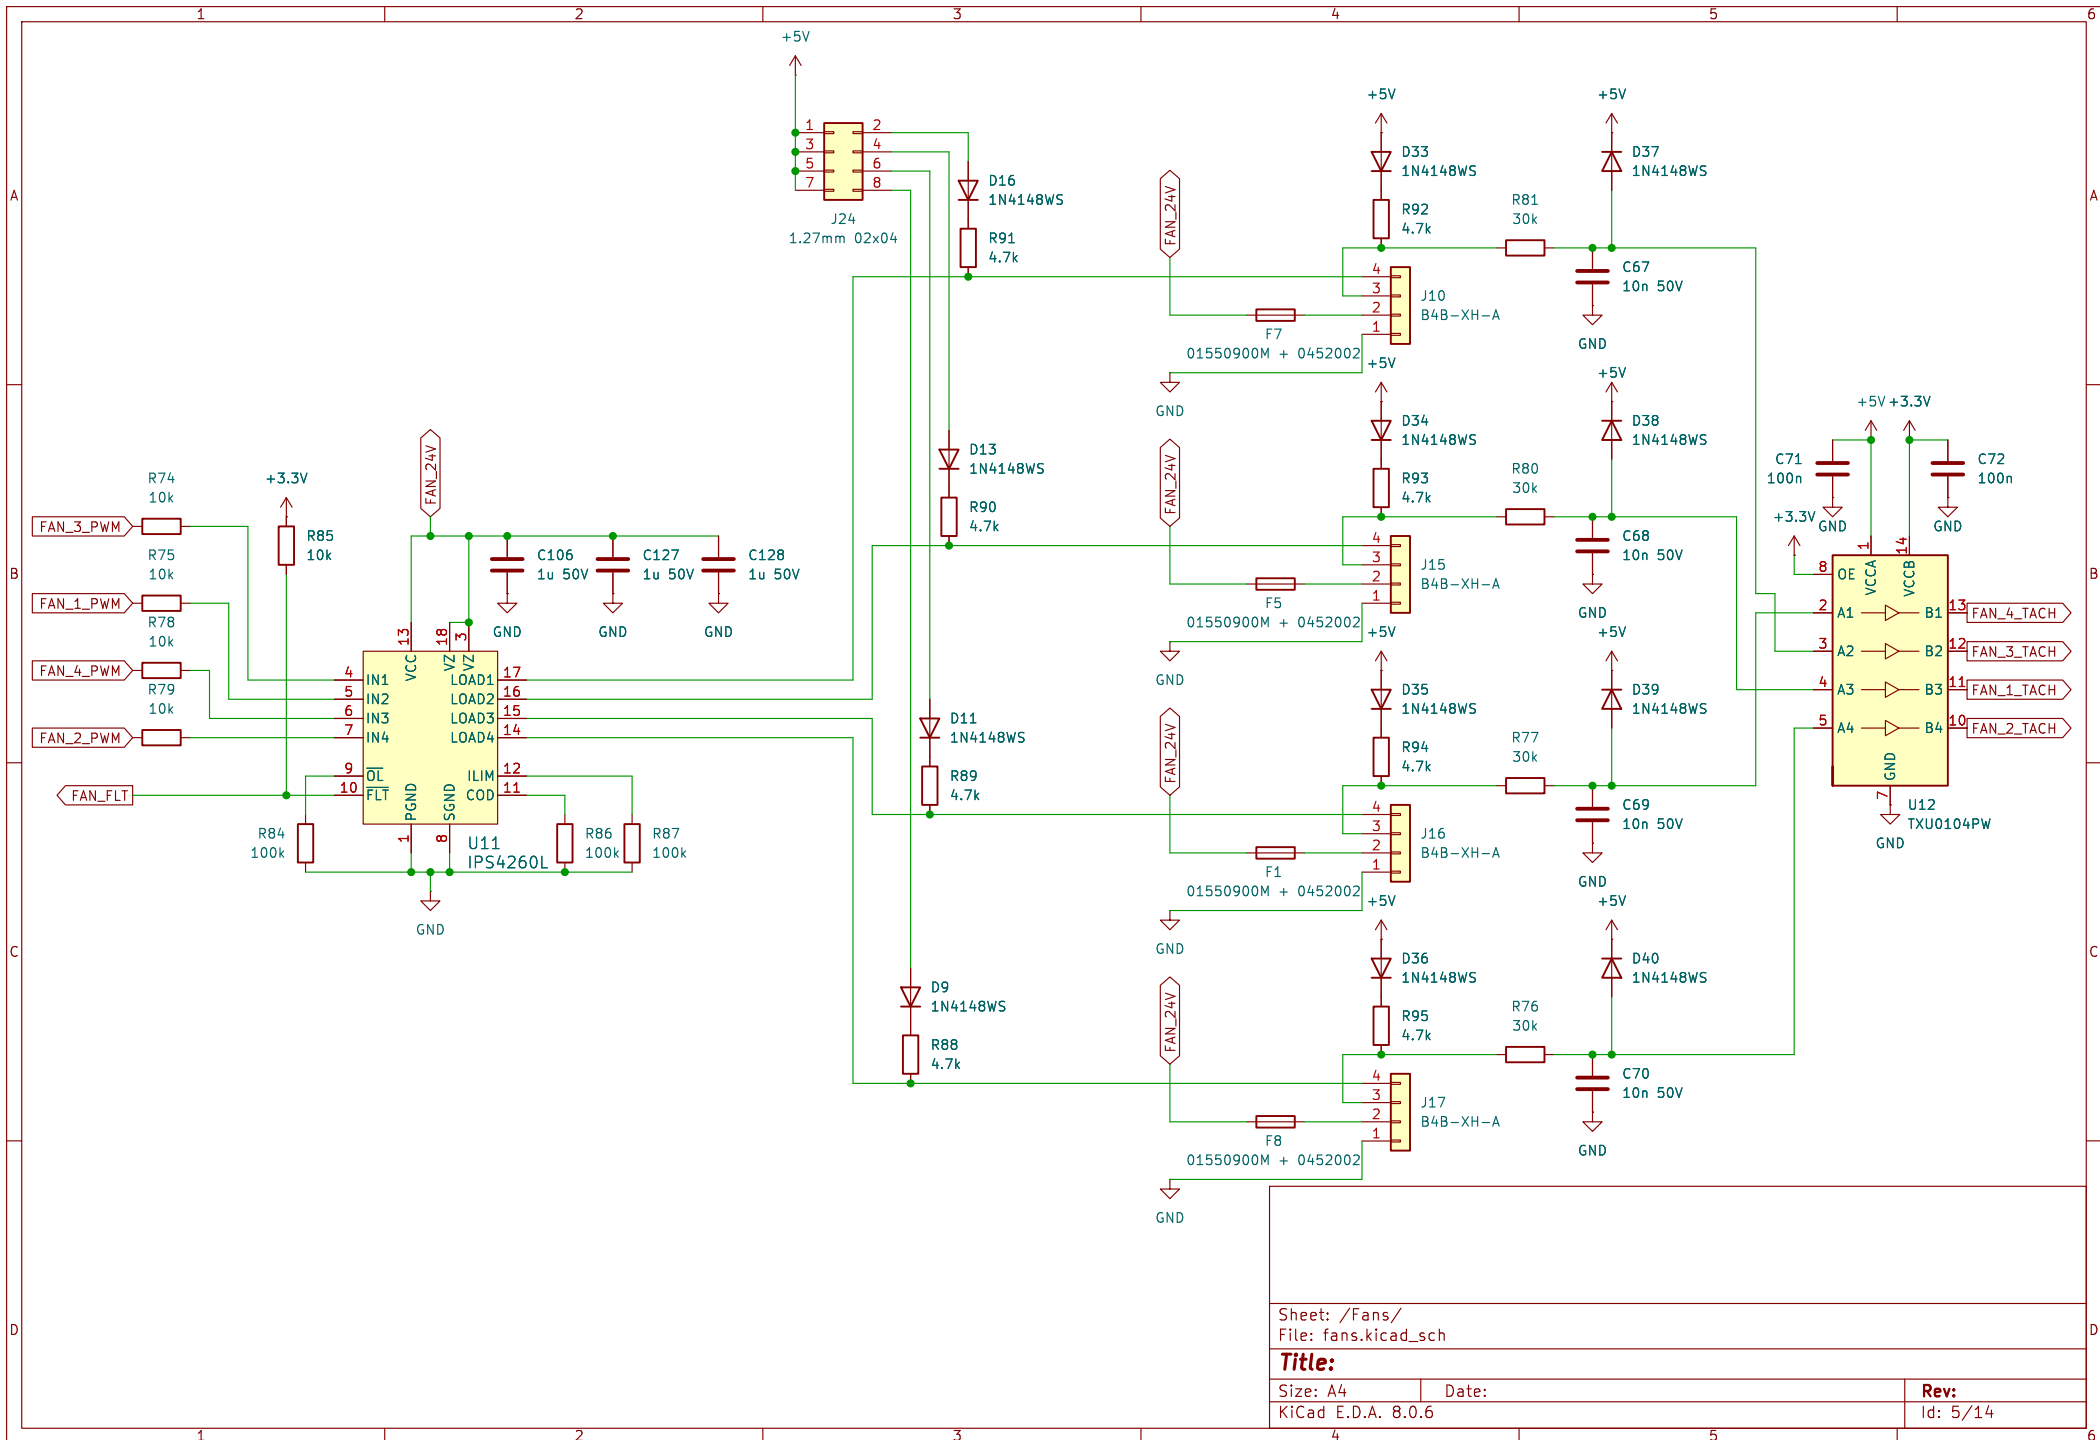 1 2 3 4 5 6
A
B
C
D
+5V
1 2
3 4
5 6
7 8
J24
1.27mm 02x04
D16
1N4148WS
R91
4.7k
D13
1N4148WS
R90
4.7k
D11
1N4148WS
R89
4.7k
D9
1N4148WS
R88
4.7k
R74
10k
FAN_3_PWM
R75
10k
FAN_1_PWM
R78
10k
FAN_4_PWM
R79
10k
FAN_2_PWM
FAN_FLT
+3.3V
R85
10k
FAN_24V
C106
1u 50V
GND
C127
1u 50V
GND
C128
1u 50V
GND
13 18 3
VCC VZ VZ
4 IN1 LOAD1 17
5 IN2 LOAD2 16
6 IN3 LOAD3 15
7 IN4 LOAD4 14
9 OL ILIM 12
10 FLT COD 11
PGND SGND
1 8
U11
IPS4260L
R84
100k
R86
100k
R87
100k
GND
FAN_24V
+5V
D33
1N4148WS
R92
4.7k
R81
30k
+5V
D37
1N4148WS
C67
10n 50V
GND
4
3
2
1
J10
B4B-XH-A
F7
01550900M + 0452002
GND
FAN_24V
+5V
D34
1N4148WS
R93
4.7k
R80
30k
+5V
D38
1N4148WS
C68
10n 50V
GND
4
3
2
1
J15
B4B-XH-A
F5
01550900M + 0452002
GND
FAN_24V
+5V
D35
1N4148WS
R94
4.7k
R77
30k
+5V
D39
1N4148WS
C69
10n 50V
GND
4
3
2
1
J16
B4B-XH-A
F1
01550900M + 0452002
GND
FAN_24V
+5V
D36
1N4148WS
R95
4.7k
R76
30k
+5V
D40
1N4148WS
C70
10n 50V
GND
4
3
2
1
J17
B4B-XH-A
F8
01550900M + 0452002
GND
+5V +3.3V
C71
100n
GND
C72
100n
GND
+3.3V
1 14
VCCA VCCB
8 OE
2 A1 B1 13 FAN_4_TACH
3 A2 B2 12 FAN_3_TACH
4 A3 B3 11 FAN_1_TACH
5 A4 B4 10 FAN_2_TACH
GND
7
U12
TXU0104PW
GND
A
B
C
D
Sheet: /Fans/
File: fans.kicad_sch
Title:
Size: A4 Date: Rev:
KiCad E.D.A. 8.0.6 Id: 5/14
1 2 3 4 5 6